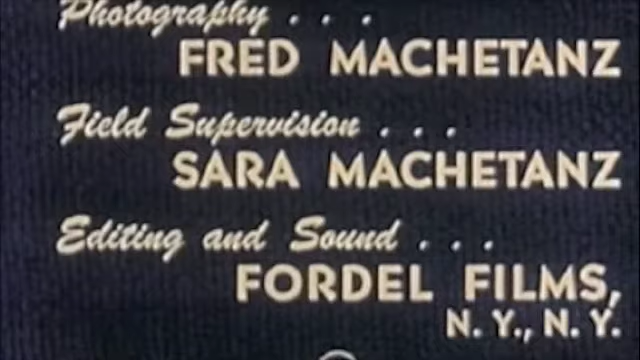 Photography . . .
FRED MACHETANZ
Field Supervision . . .
SARA MACHETANZ
Editing and Sound . . .
FORDEL FILMS,
N. Y., N. Y.